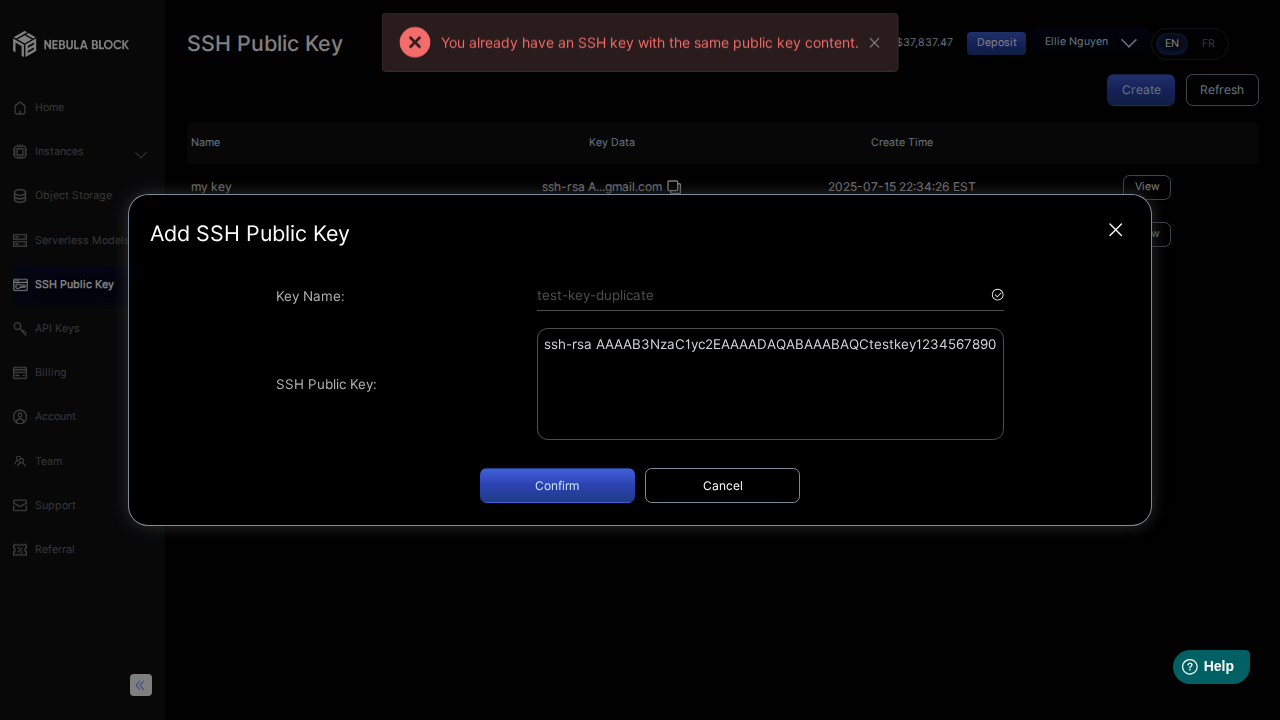 NEBULA BLOCK
SSH Public Key
You already have an SSH key with the same public key content.
$37,837.47
Deposit
Ellie Nguyen
EN
FR
Create
Refresh
Home
Instances
Object Storage
Serverless Models
SSH Public Key
API Keys
Billing
Account
Team
Support
Referral
Name
Key Data
Create Time
my key
ssh-rsa A...gmail.com
2025-07-15 22:34:26 EST
View
Add SSH Public Key
Key Name:
test-key-duplicate
SSH Public Key:
ssh-rsa AAAAB3NzaC1yc2EAAAADAQABAAABAQCtestkey1234567890
Confirm
Cancel
Help